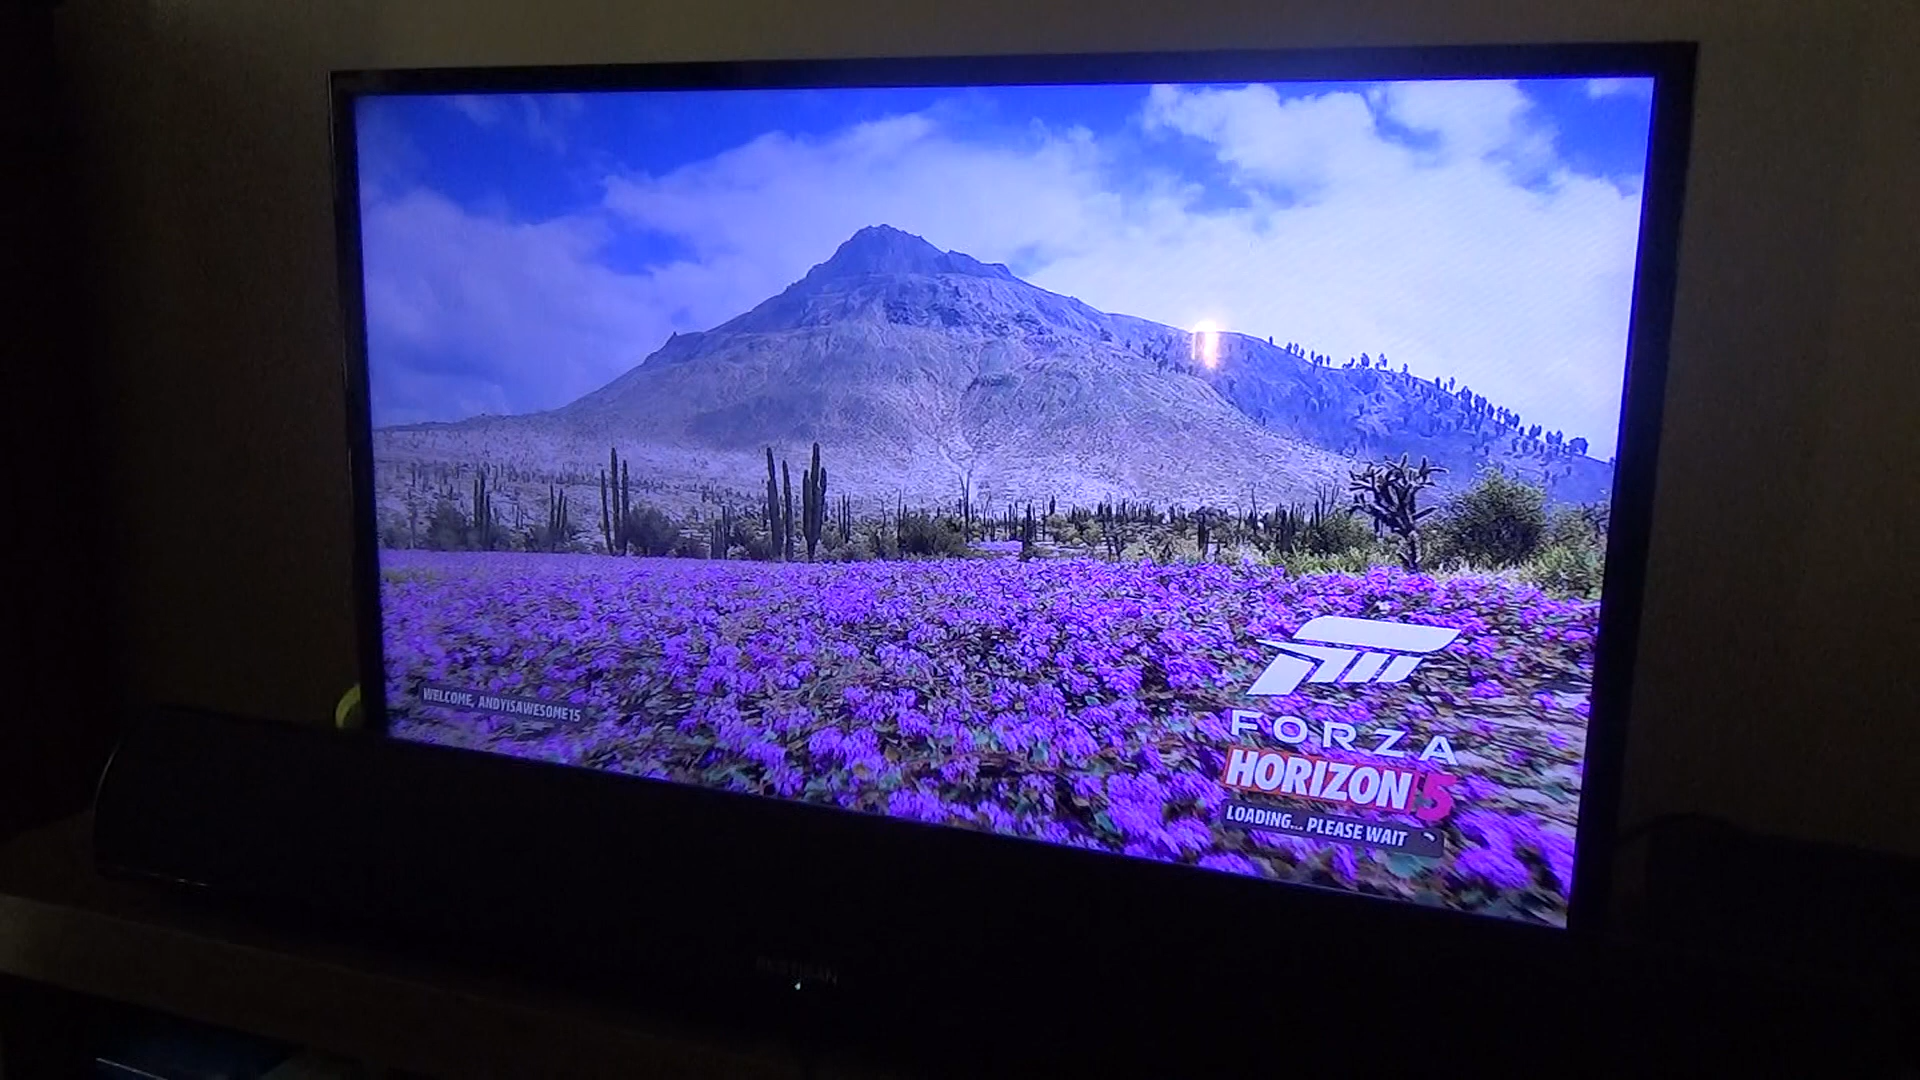 WELCOME, ANDYISAWESOME15
FORZA
HORIZON 5
LOADING... PLEASE WAIT